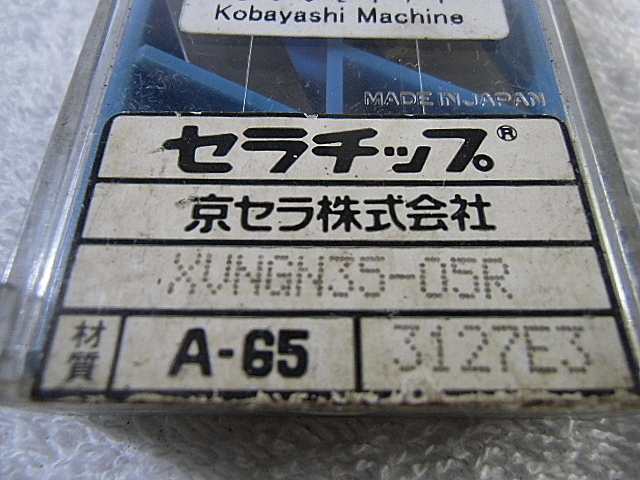 Kobayashi Machine
MADE IN JAPAN
セラチップ®
京セラ株式会社
XVNGN35-05R
材質 A-65 3127E3